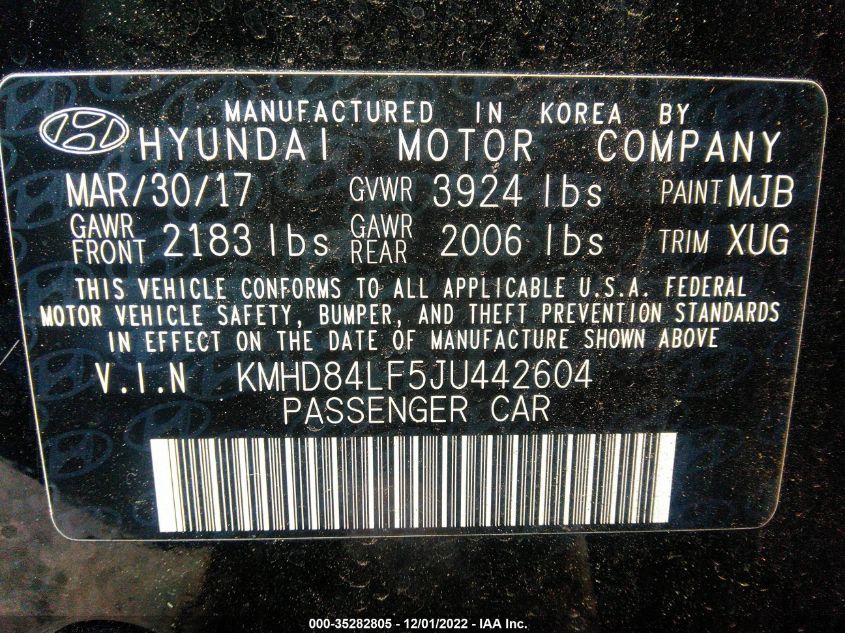 MANUFACTURED IN KOREA BY
HYUNDAI MOTOR COMPANY
MAR/30/17 GVWR 3924 lbs PAINT MJB
GAWR FRONT 2183 lbs GAWR REAR 2006 lbs TRIM XUG
THIS VEHICLE CONFORMS TO ALL APPLICABLE U.S.A. FEDERAL
MOTOR VEHICLE SAFETY, BUMPER, AND THEFT PREVENTION STANDARDS
IN EFFECT ON THE DATE OF MANUFACTURE SHOWN ABOVE
V.I.N KMHD84LF5JU442604
PASSENGER CAR
000-35282805 - 12/01/2022 - IAA Inc.